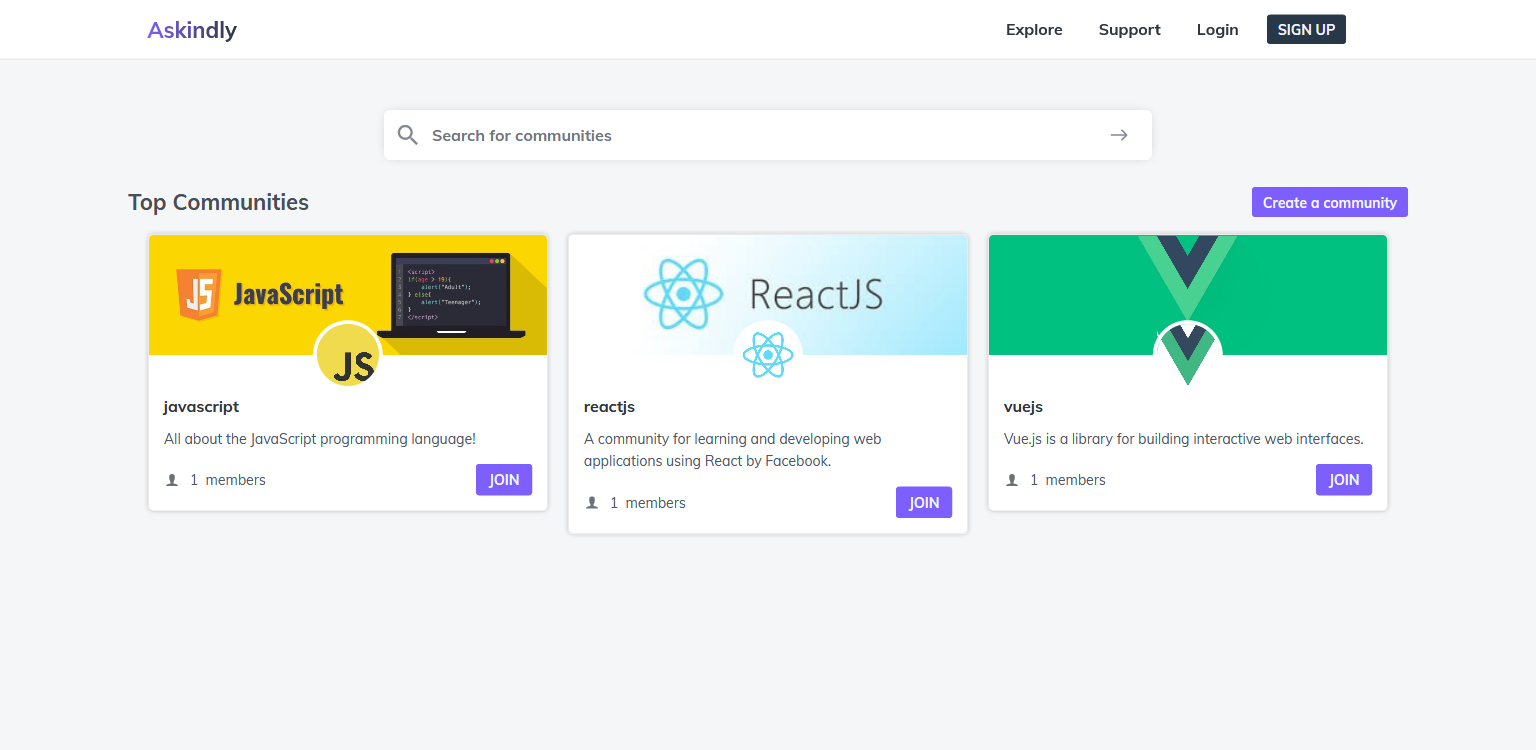 Askindly
Explore
Support
Login
SIGN UP
Search for communities
Top Communities
Create a community
JS
JavaScript
<script>
if(age > 19){
alert("Adult");
} else{
alert("Teenager");
}
</script>
JS
javascript
All about the JavaScript programming language!
1 members
JOIN
ReactJS
reactjs
A community for learning and developing web
applications using React by Facebook.
1 members
JOIN
vuejs
Vue.js is a library for building interactive web interfaces.
1 members
JOIN